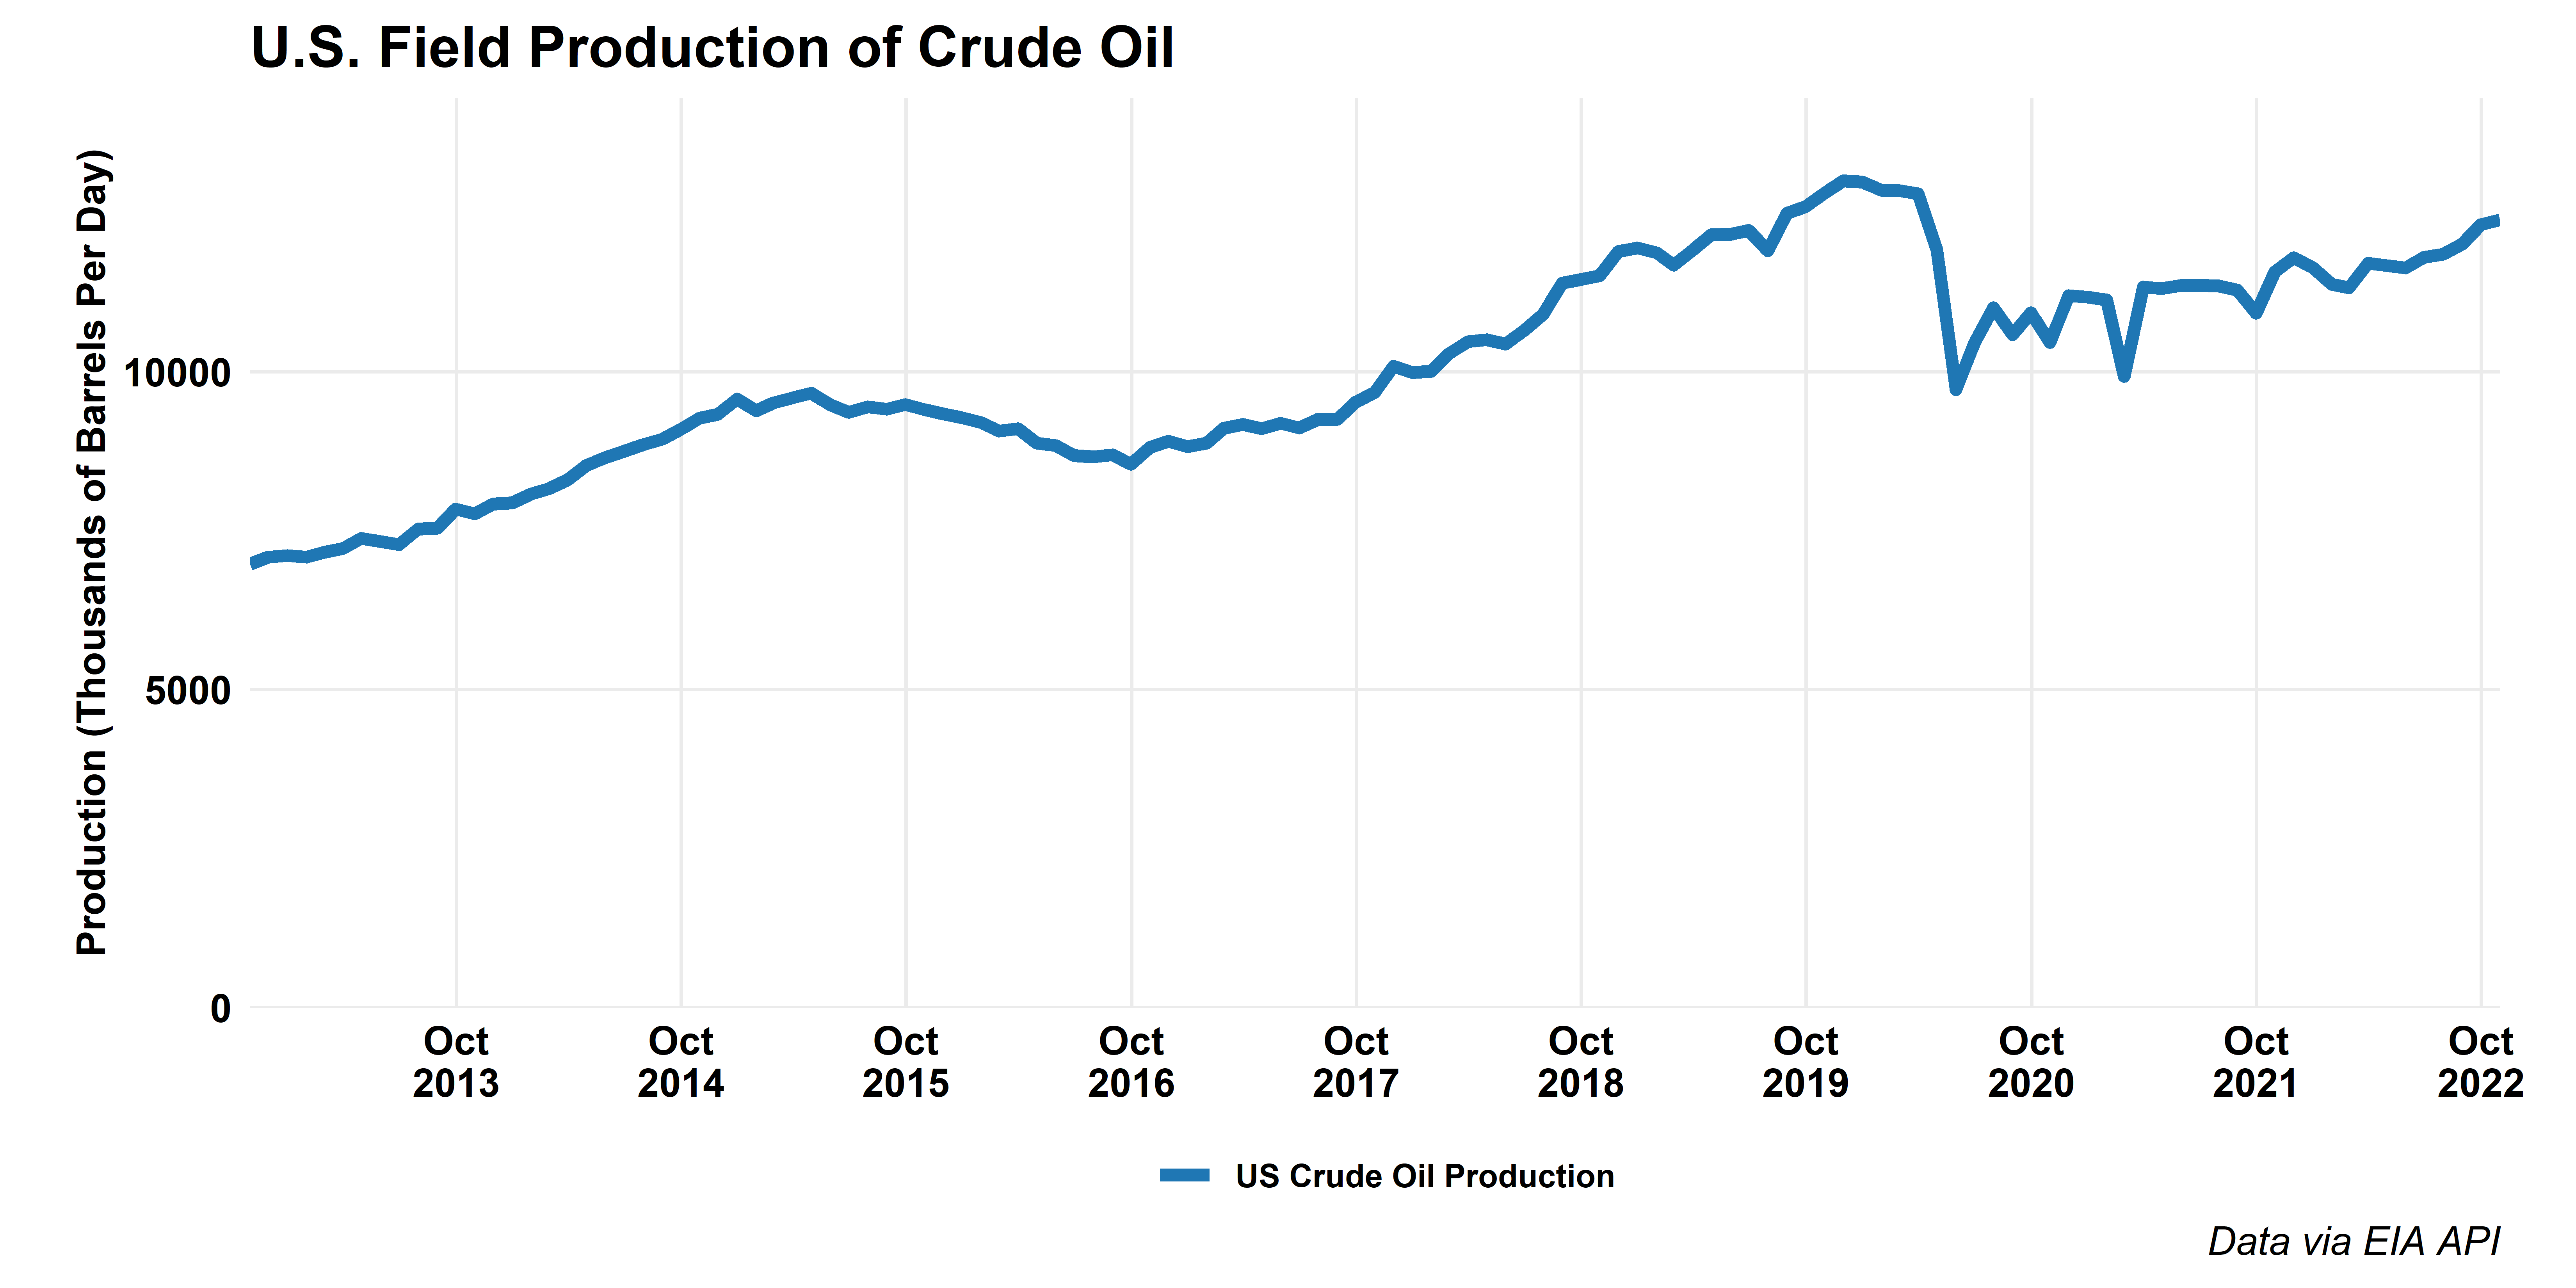 U.S. Field Production of Crude Oil
Production (Thousands of Barrels Per Day)
10000
5000
0
Oct Oct Oct Oct Oct Oct Oct Oct Oct Oct
2013 2014 2015 2016 2017 2018 2019 2020 2021 2022
US Crude Oil Production
Data via EIA API